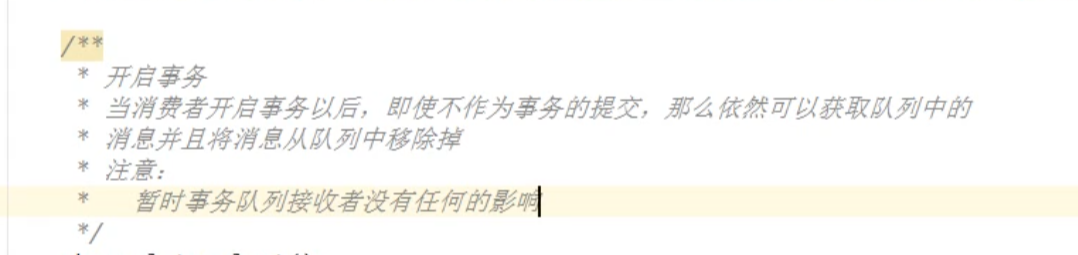 /**
* 开启事务
* 当消费者开启事务以后，即使不作为事务的提交，那么依然可以获取队列中的
* 消息并且将消息从队列中移除掉
* 注意：
* 暂时事务队列接收者没有任何的影响
*/